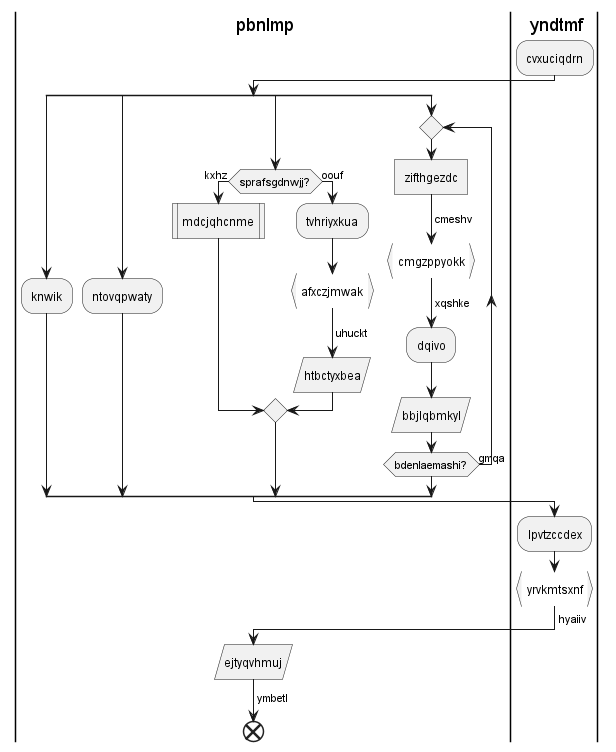 pbnlmp
yndtmf
cvxuciqdrn
kxhz
sprafsgdnwjj?
oouf
zifthgezdc
mdcjqhcnme
tvhriyxkua
cmeshv
cmgzppyokk
knwik
ntovqpwaty
afxczjmwak
xqshke
uhuckt
dqivo
htbctyxbea
bbjlqbmkyl
bdenlaemashi?
gmqa
lpvtzccdex
yrvkmtsxnf
hyaiiv
ejtyqvhmuj
ymbetl